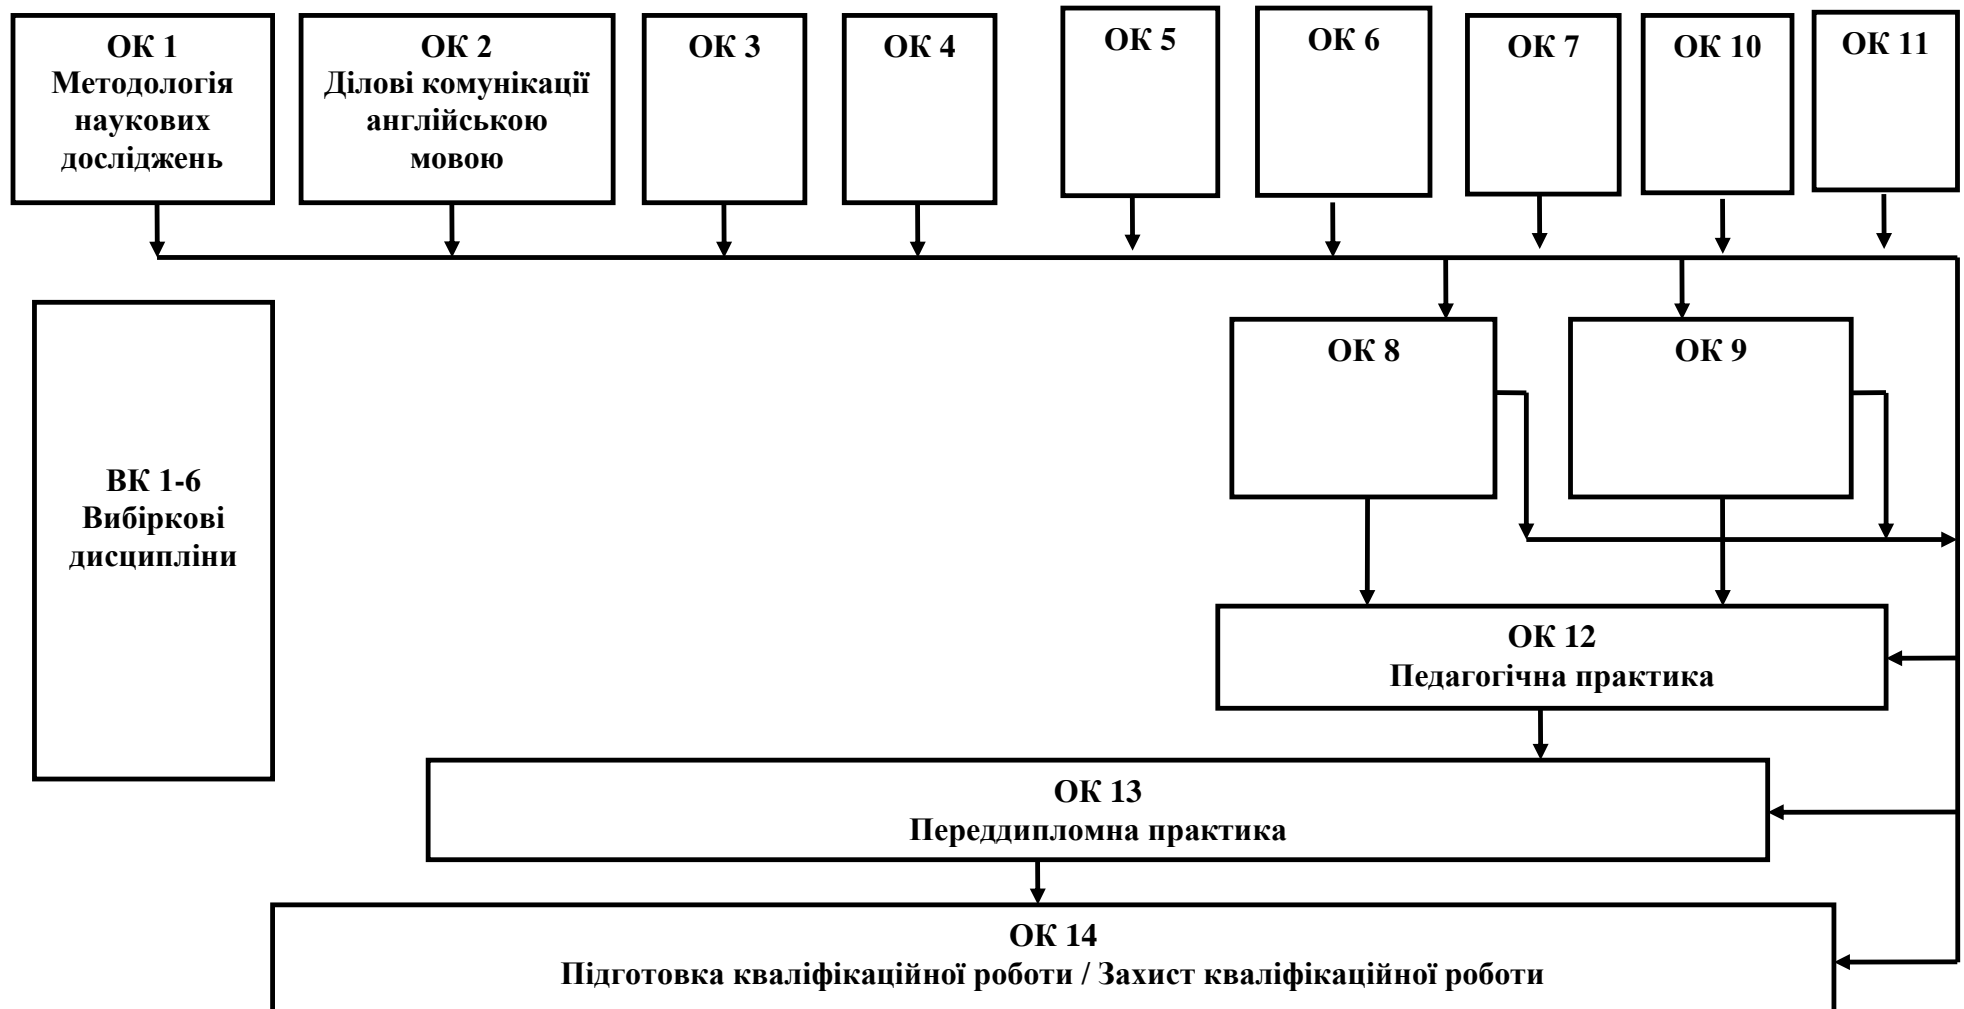 ОК 1
Методологія
наукових
досліджень
ОК 2
Ділові комунікації
англійською
мовою
ОК 3
ОК 4
ОК 5
ОК 6
ОК 7
ОК 10
ОК 11
ОК 8
ОК 9
ВК 1-6
Вибіркові
дисципліни
ОК 12
Педагогічна практика
ОК 13
Переддипломна практика
ОК 14
Підготовка кваліфікаційної роботи / Захист кваліфікаційної роботи